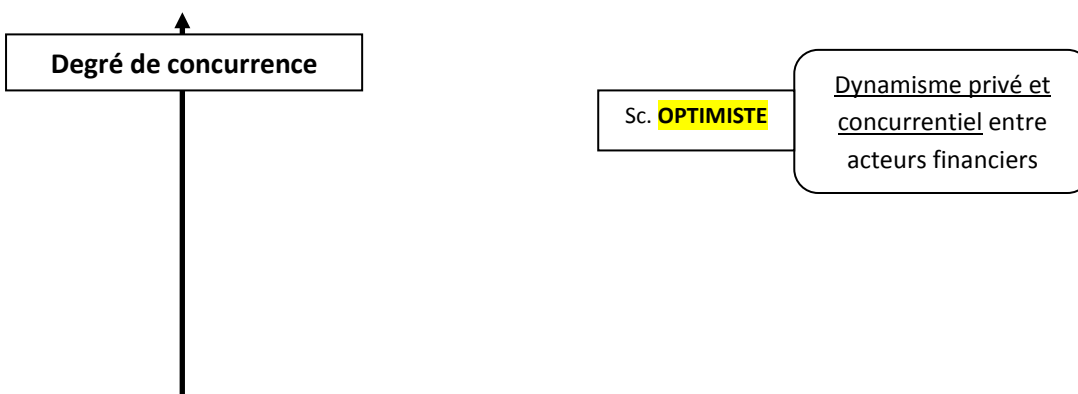 Degré de concurrence
Sc. OPTIMISTE
Dynamisme privé et
concurrentiel entre
acteurs financiers